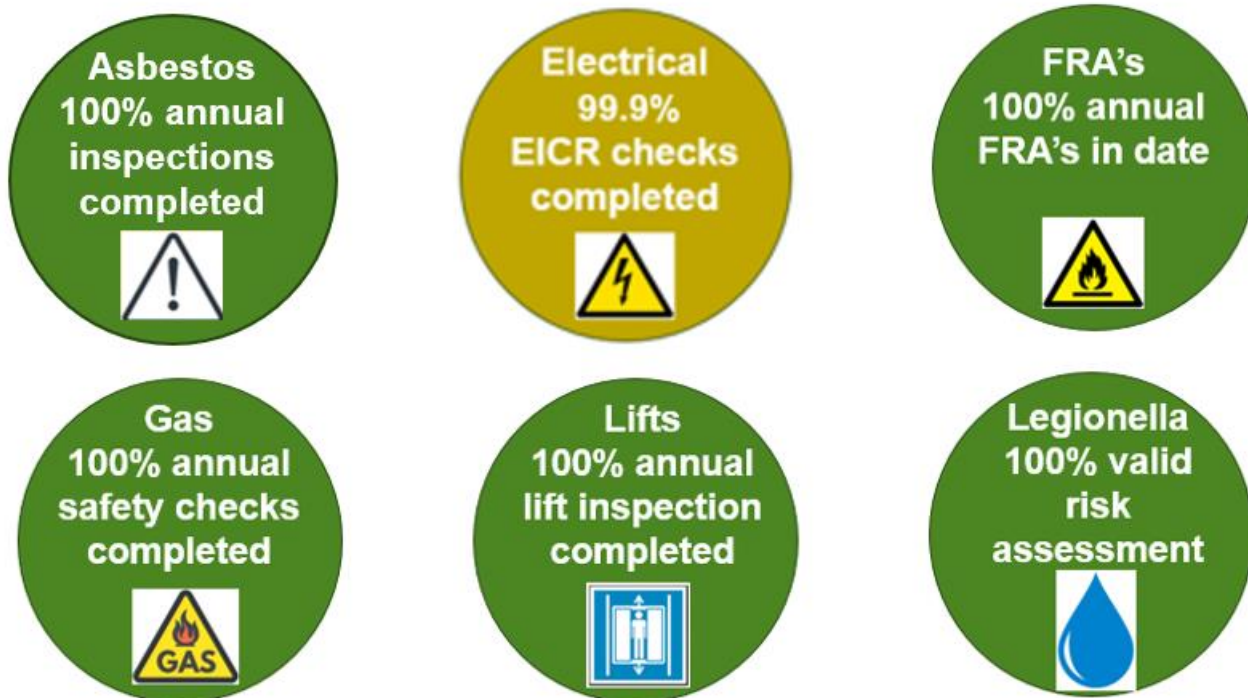 Asbestos
100% annual
inspections
completed
Electrical
99.9%
EICR checks
completed
FRA's
100% annual
FRA's in date
Gas
100% annual
safety checks
completed
GAS
Lifts
100% annual
lift inspection
completed
Legionella
100% valid
risk
assessment